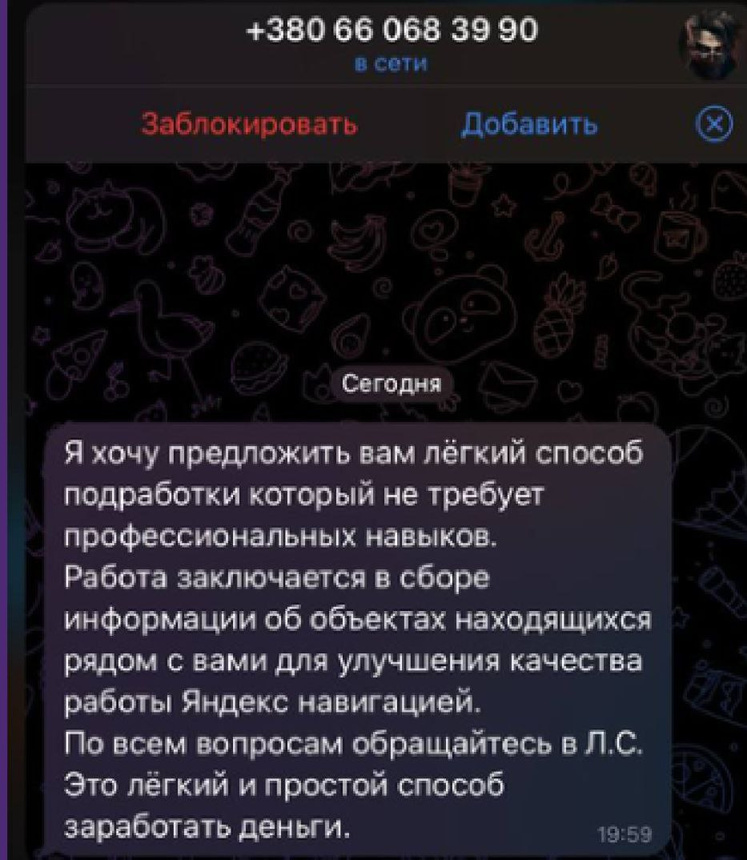 +380 66 068 39 90
в сети
Заблокировать Добавить
Сегодня
Я хочу предложить вам лёгкий способ
подработки который не требует
профессиональных навыков.
Работа заключается в сборе
информации об объектах находящихся
рядом с вами для улучшения качества
работы Яндекс навигацией.
По всем вопросам обращайтесь в Л.С.
Это лёгкий и простой способ
заработать деньги.
19:59